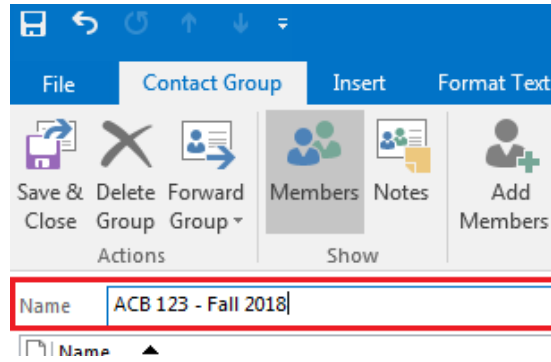 File Contact Group Insert Format Text
Save & Close Delete Group Forward Group Members Notes Add Members
Actions Show
Name ACB 123 - Fall 2018
Name